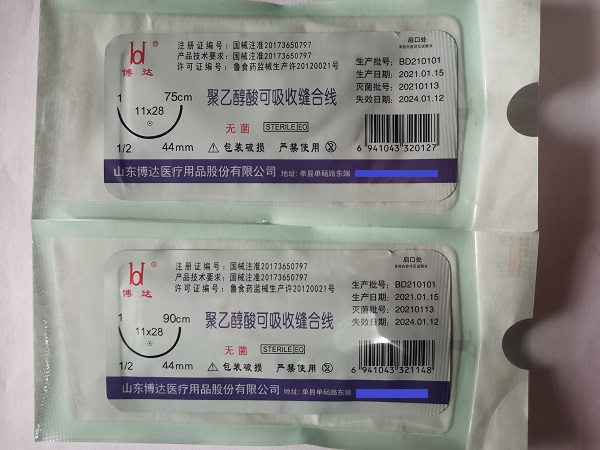 博达
注册证编号：国械注准20173650797
产品技术要求：国械注准20173650797
许可证编号：鲁食药监械生产许20120021号
启口处
生产批号：BD210101
生产日期：2021.01.15
灭菌批号：20210113
失效日期：2024.01.12
1 75cm
11x28
1/2 44mm
聚乙醇酸可吸收缝合线
无菌 STERILE EO
包装破损 严禁使用
6 941043 320127
山东博达医疗用品股份有限公司 地址：单县单砀路东端
博达
注册证编号：国械注准20173650797
产品技术要求：国械注准20173650797
许可证编号：鲁食药监械生产许20120021号
启口处
生产批号：BD210101
生产日期：2021.01.15
灭菌批号：20210113
失效日期：2024.01.12
1 90cm
11x28
1/2 44mm
聚乙醇酸可吸收缝合线
无菌 STERILE EO
包装破损 严禁使用
6 941043 321148
山东博达医疗用品股份有限公司 地址：单县单砀路东端